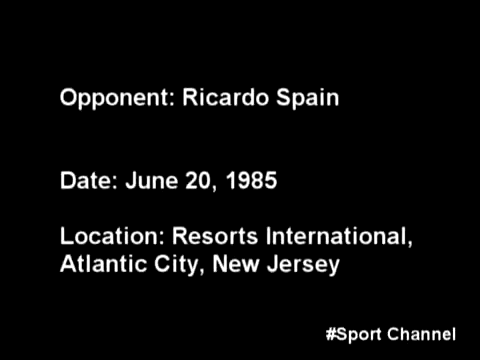 Opponent: Ricardo Spain
Date: June 20, 1985
Location: Resorts International,
Atlantic City, New Jersey
#Sport Channel